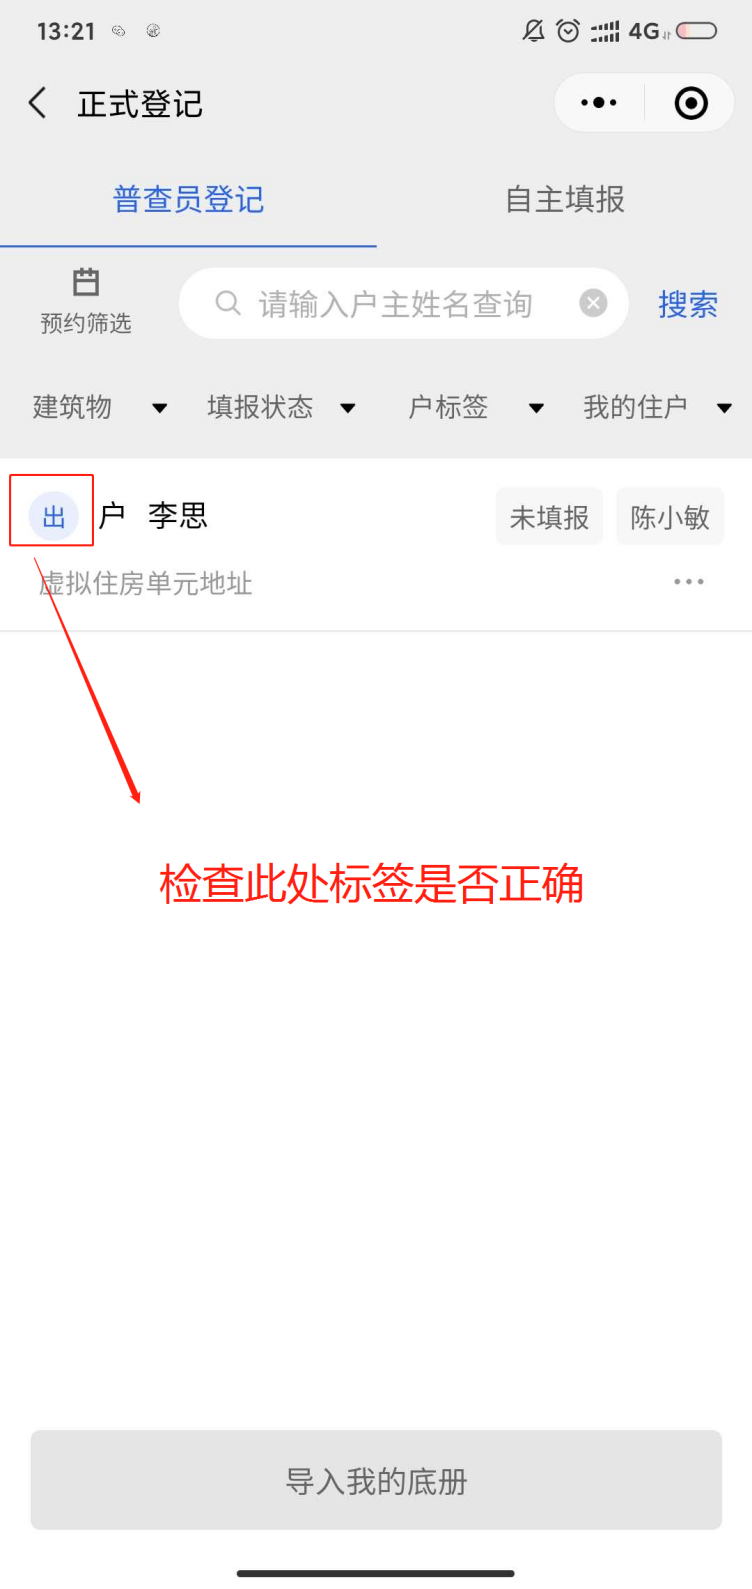 13:21 4G
正式登记
普查员登记 自主填报
预约筛选 请输入户主姓名查询 搜索
建筑物 填报状态 户标签 我的住户
出 户 李思 未填报 陈小敏
虚拟住房单元地址
检查此处标签是否正确
导入我的底册